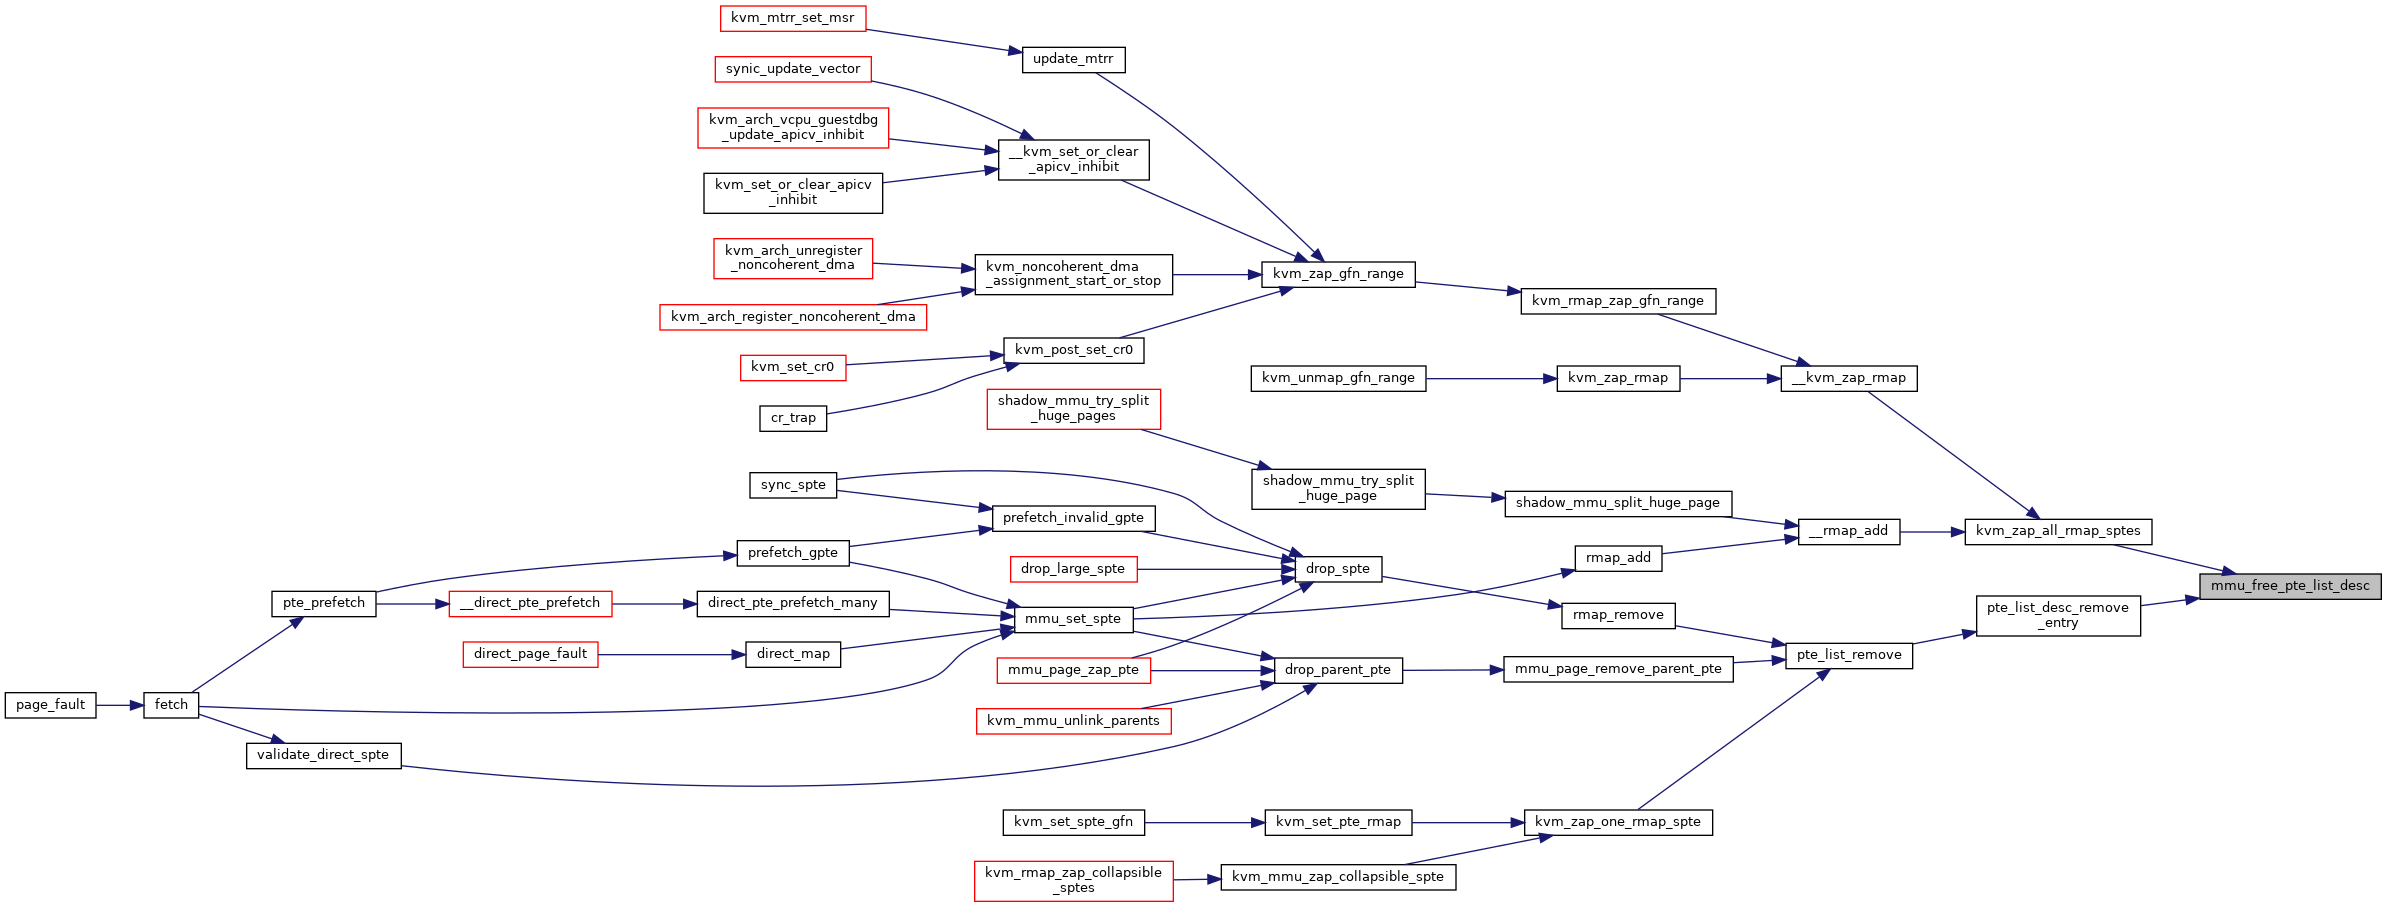 kvm_mtrr_set_msr
update_mtrr
synic_update_vector
kvm_arch_vcpu_guestdbg
_update_apicv_inhibit
__kvm_set_or_clear
_apicv_inhibit
kvm_set_or_clear_apicv
_inhibit
kvm_arch_unregister
_noncoherent_dma
kvm_noncoherent_dma
_assignment_start_or_stop
kvm_zap_gfn_range
kvm_rmap_zap_gfn_range
kvm_arch_register_noncoherent_dma
kvm_post_set_cr0
kvm_set_cr0
kvm_unmap_gfn_range
kvm_zap_rmap
__kvm_zap_rmap
shadow_mmu_try_split
_huge_pages
cr_trap
sync_spte
shadow_mmu_try_split
_huge_page
shadow_mmu_split_huge_page
prefetch_invalid_gpte
__rmap_add
kvm_zap_all_rmap_sptes
prefetch_gpte
rmap_add
drop_large_spte
drop_spte
mmu_free_pte_list_desc
pte_prefetch
__direct_pte_prefetch
direct_pte_prefetch_many
mmu_set_spte
rmap_remove
pte_list_desc_remove
_entry
direct_page_fault
direct_map
pte_list_remove
mmu_page_zap_pte
drop_parent_pte
mmu_page_remove_parent_pte
page_fault
fetch
kvm_mmu_unlink_parents
validate_direct_spte
kvm_set_spte_gfn
kvm_set_pte_rmap
kvm_zap_one_rmap_spte
kvm_rmap_zap_collapsible
_sptes
kvm_mmu_zap_collapsible_spte